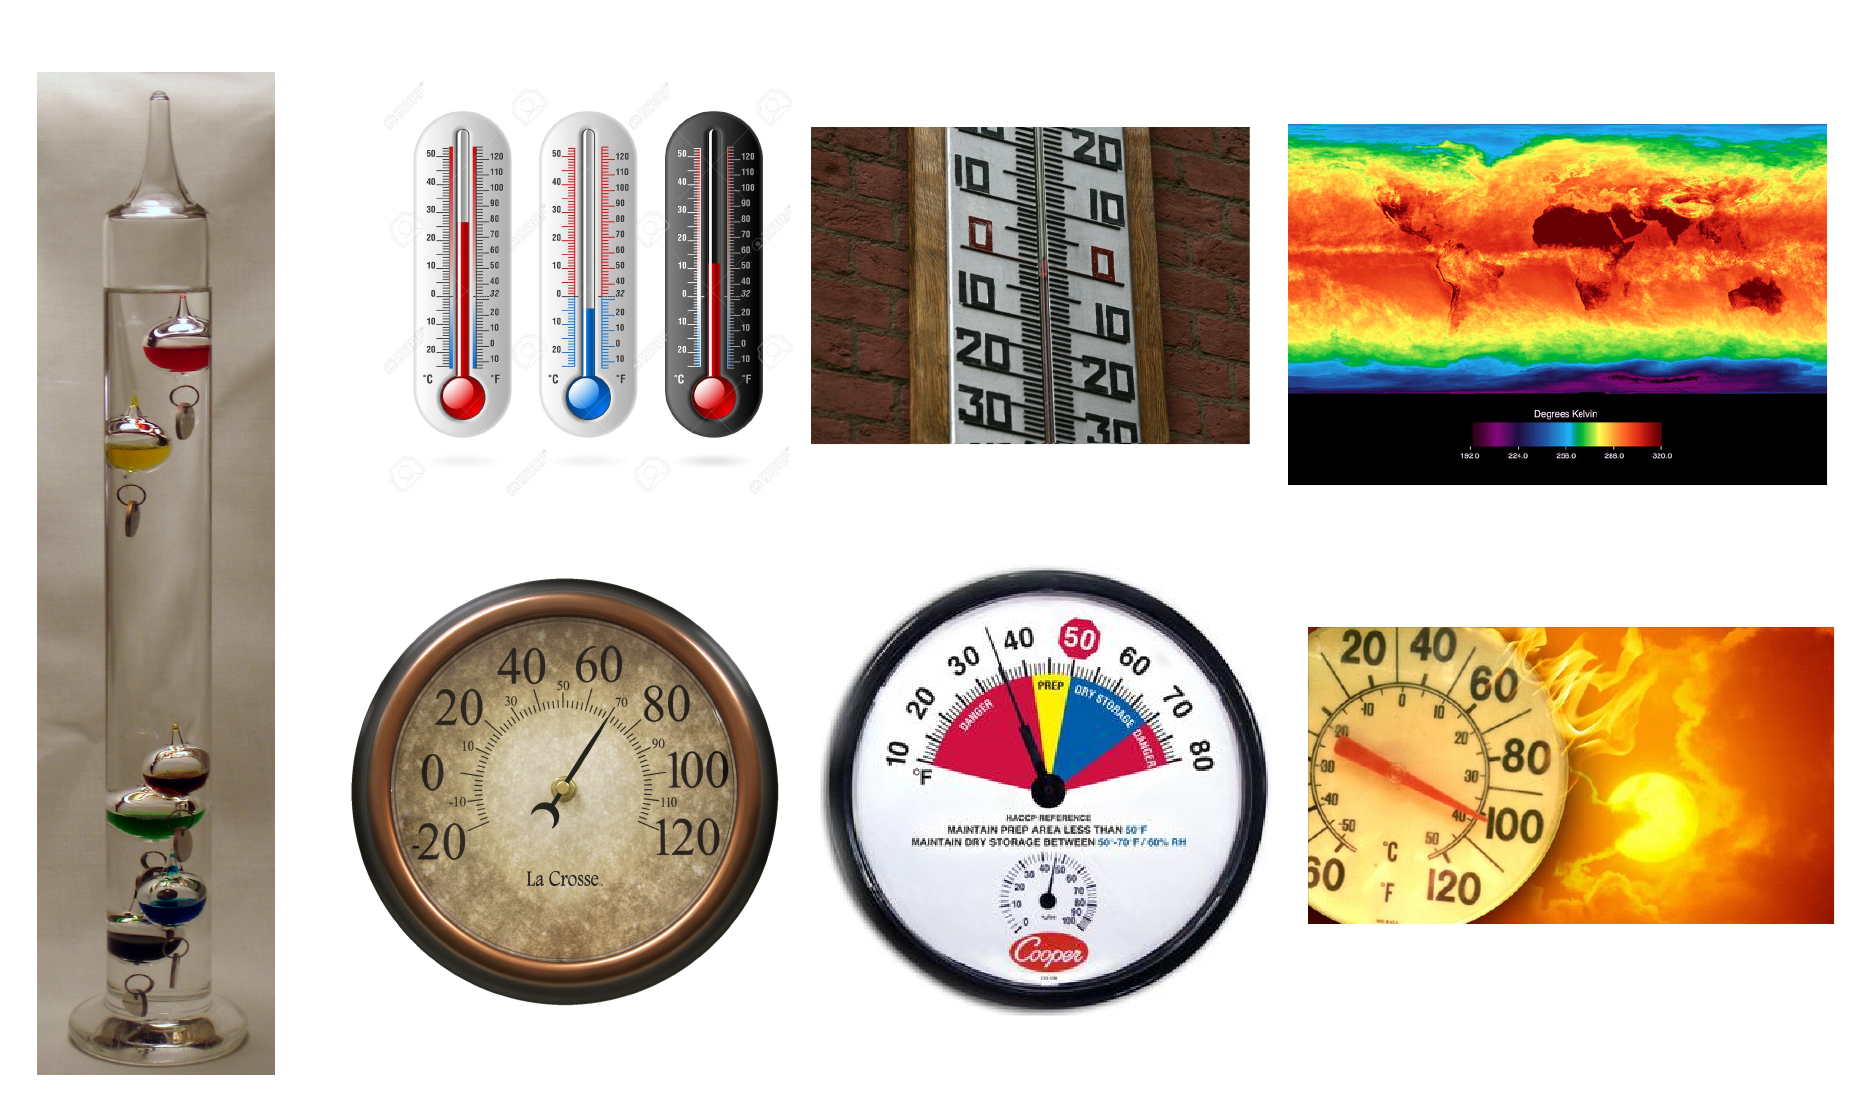 50 120
110
40 100
90
30 80
20 70
60
10 50
40
0 32
20
10 10
0
20 10
°C °F
50 120
110
40 100
90
30 80
20 70
60
10 50
40
0 32
20
10 10
0
20 10
°C °F
50 120
110
40 100
90
30 80
20 70
60
10 50
40
0 32
20
10 10
0
20 10
°C °F
20
10 10
0 0
10 10
20 20
30 30
Degrees Kelvin
192.0 224.0 256.0 288.0 320.0
40 60
20 80
0 100
-20 120
30 50 70
10 90
-10 110
La Crosse
10 20 30 40 50 60 70 80
°F
DANGER PREP DRY STORAGE DANGER
HACCP REFERENCE
MAINTAIN PREP AREA LESS THAN 50°F
MAINTAIN DRY STORAGE BETWEEN 50°-70°F / 60% RH
0 10 20 30 40 50 60 70 80 90 100
%RH
Cooper
20 40 60 80 100 120
60
-50 -40 -30 -20 -10 0 10 20 30 40 50
°C
°F